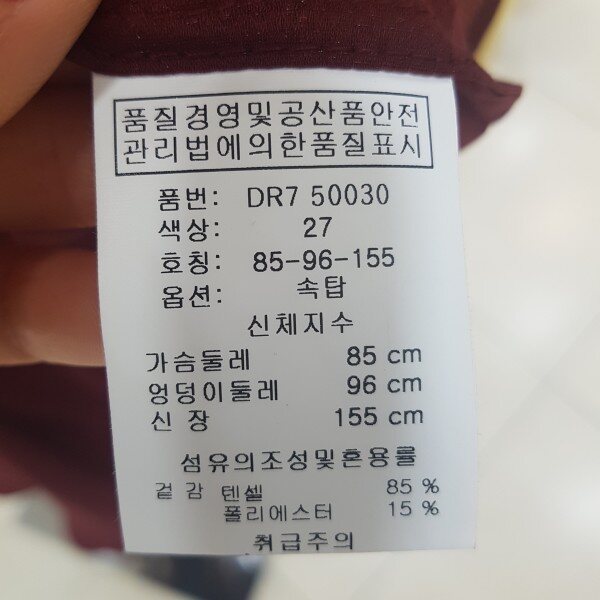 품질경영및공산품안전
관리법에의한품질표시
품번: DR7 50030
색상: 27
호칭: 85-96-155
옵션: 속탑
신체지수
가슴둘레 85 cm
엉덩이둘레 96 cm
신 장 155 cm
섬유의조성및혼용률
겉 감 텐셀 85 %
폴리에스터 15 %
취급주의